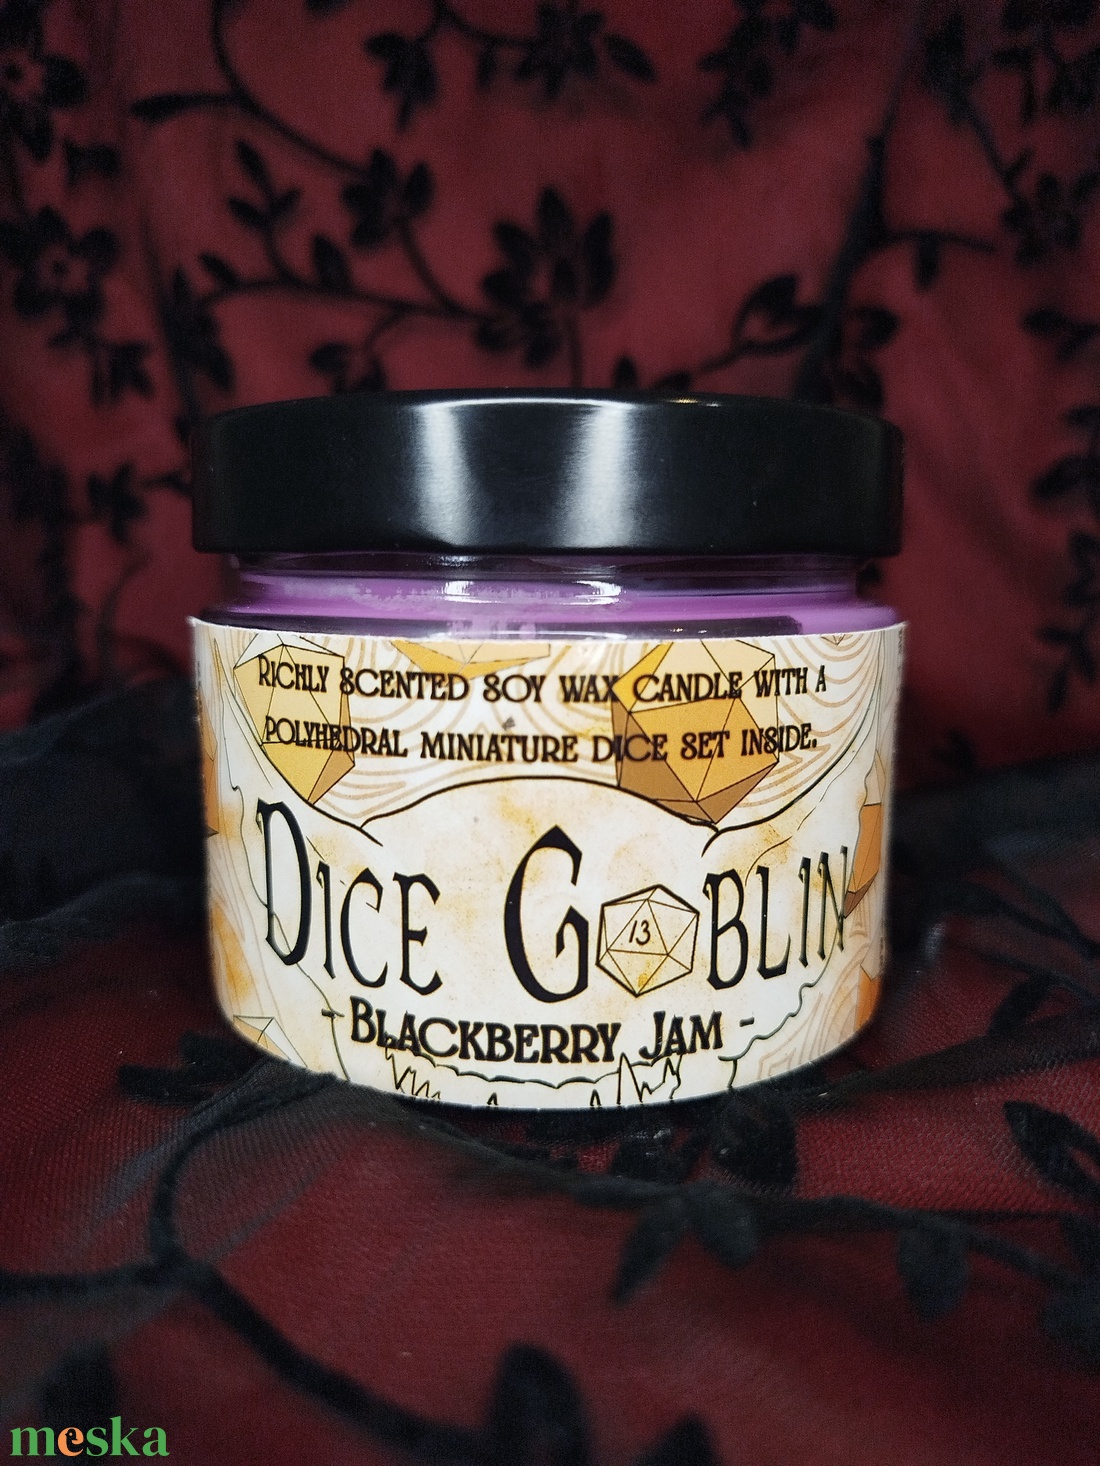 Richly scented soy wax candle with a
polyhedral miniature dice set inside.
Dice Goblin
13
- Blackberry Jam -
meska